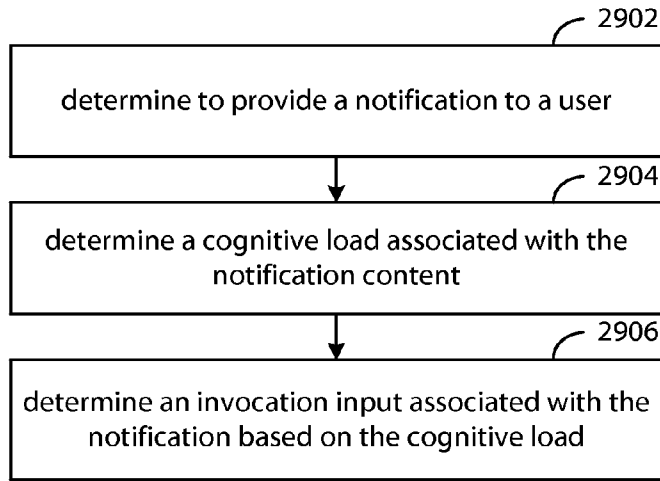 2902
determine to provide a notification to a user
2904
determine a cognitive load associated with the
notification content
2906
determine an invocation input associated with the
notification based on the cognitive load